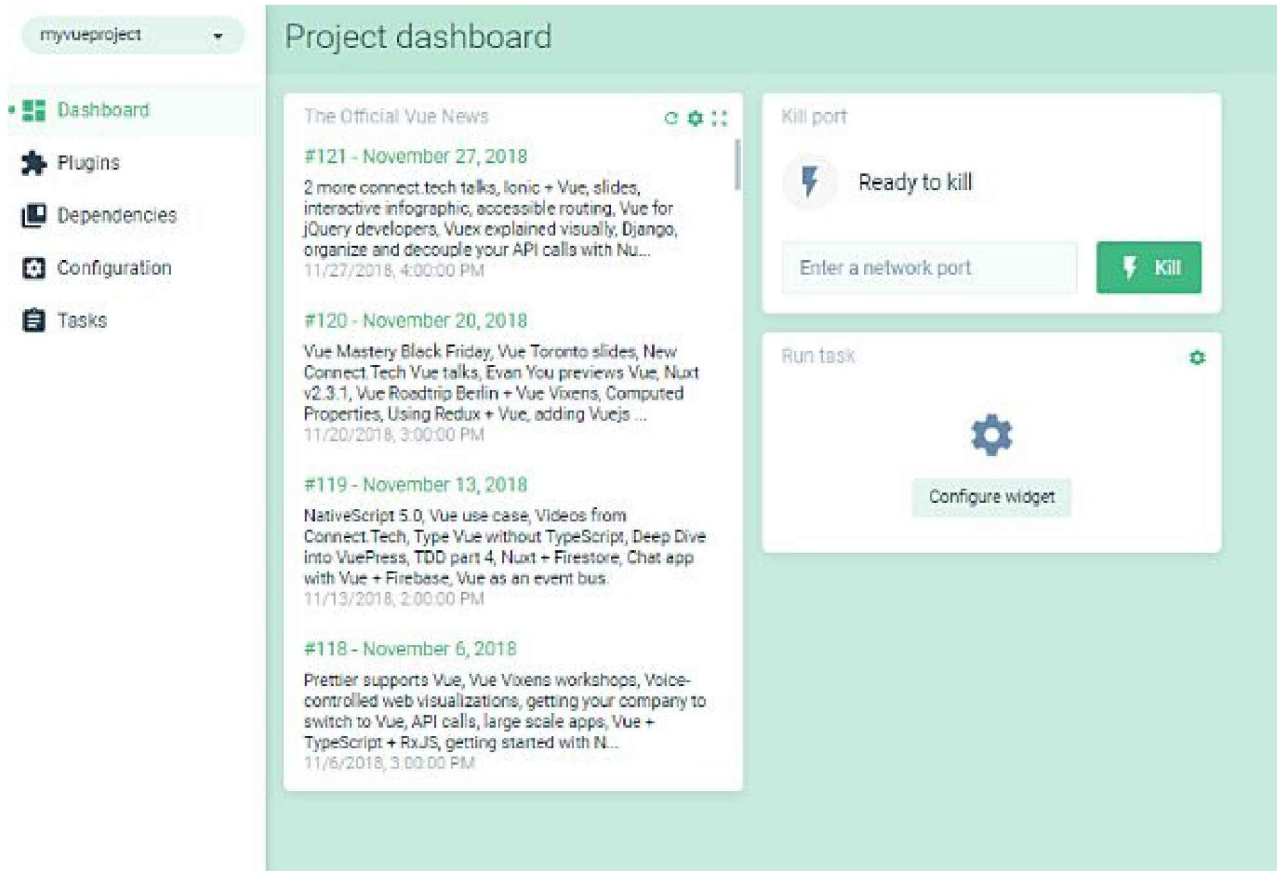 myvueproject
Project dashboard
Dashboard
Plugins
Dependencies
Configuration
Tasks
The Official Vue News
#121 - November 27, 2018
2 more connect.tech talks, Ionic + Vue, slides,
interactive infographic, accessible routing, Vue for
jQuery developers, Vuex explained visually, Django,
organize and decouple your API calls with Nu...
11/27/2018, 4:00:00 PM
#120 - November 20, 2018
Vue Mastery Black Friday, Vue Toronto slides, New
Connect.Tech Vue talks, Evan You previews Vue, Nuxt
v2.3.1, Vue Roadtrip Berlin + Vue Vixens, Computed
Properties, Using Redux + Vue, adding Vuejs ...
11/20/2018, 3:00:00 PM
#119 - November 13, 2018
NativeScript 5.0, Vue use case, Videos from
Connect.Tech, Type Vue without TypeScript, Deep Dive
into VuePress, TDD part 4, Nuxt + Firestore, Chat app
with Vue + Firebase, Vue as an event bus.
11/13/2018, 2:00:00 PM
#118 - November 6, 2018
Prettier supports Vue, Vue Vixens workshops, Voice-
controlled web visualizations, getting your company to
switch to Vue, API calls, large scale apps, Vue +
TypeScript + RxJS, getting started with N...
11/6/2018, 3:00:00 PM
Kill port
Ready to kill
Enter a network port
Kill
Run task
Configure widget